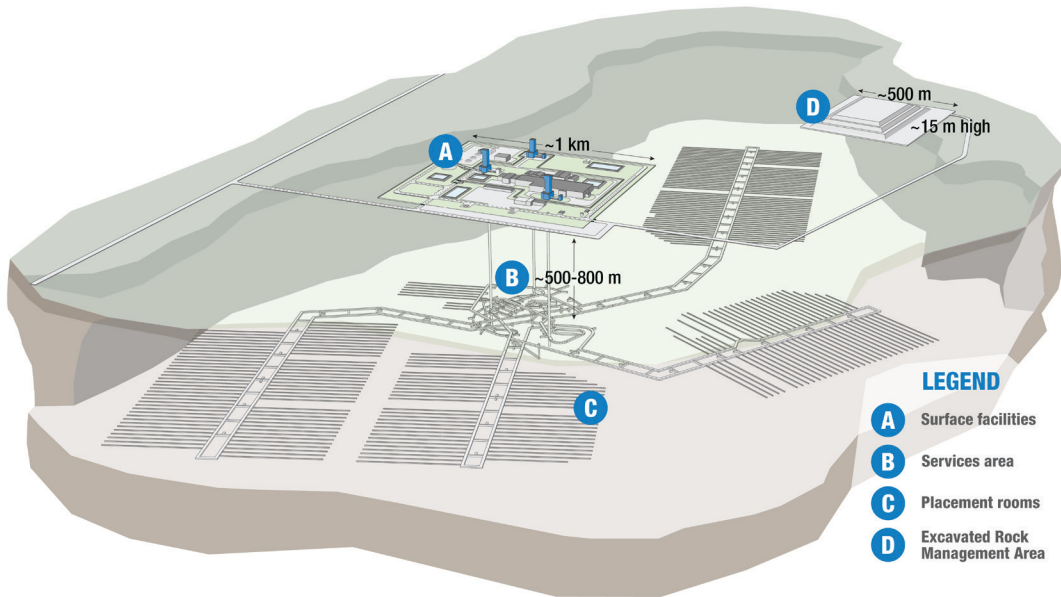 ~500 m
D
~15 m high
A
~1 km
B
~500-800 m
C
LEGEND
A Surface facilities
B Services area
C Placement rooms
D Excavated Rock
Management Area